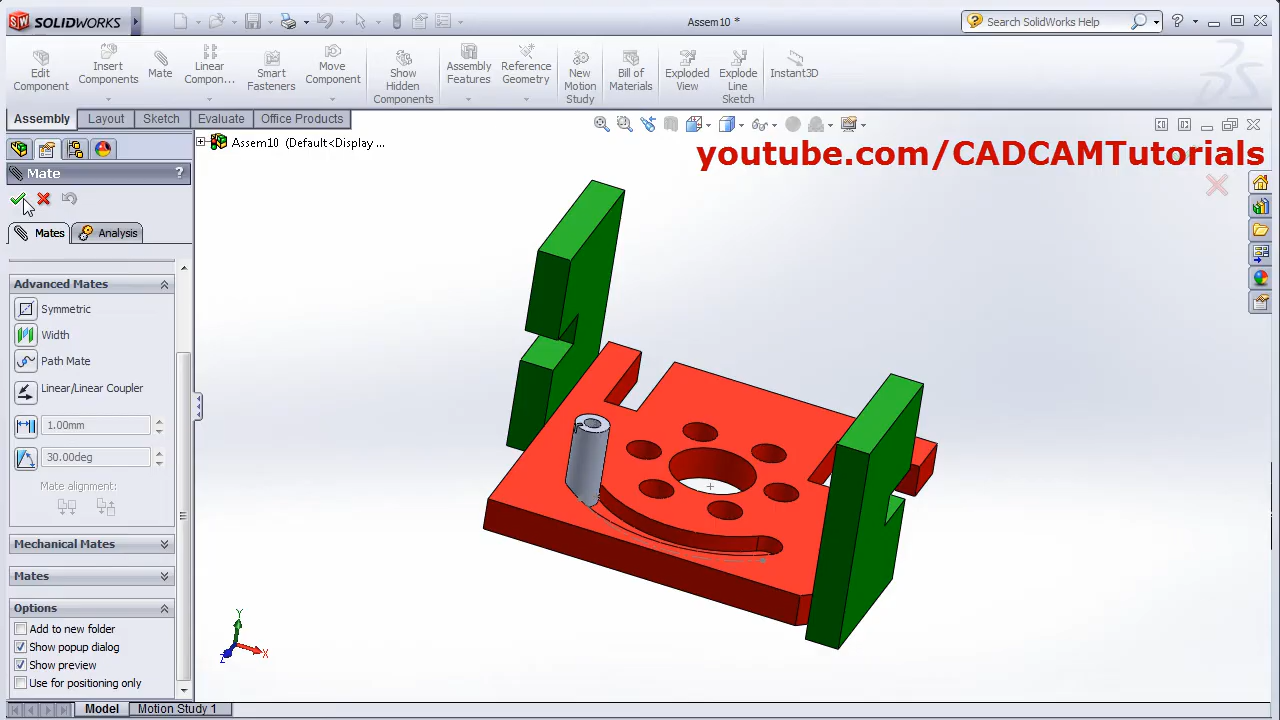 SOLIDWORKS
Assem10 *
Search SolidWorks Help
Edit Component
Insert Components
Mate
Linear Compon...
Smart Fasteners
Move Component
Show Hidden Components
Assembly Features
Reference Geometry
New Motion Study
Bill of Materials
Exploded View
Explode Line Sketch
Instant3D
Assembly
Layout
Sketch
Evaluate
Office Products
Assem10 (Default<Display ...
youtube.com/CADCAMTutorials
Mate
?
Mates
Analysis
Advanced Mates
Symmetric
Width
Path Mate
Linear/Linear Coupler
1.00mm
30.00deg
Mate alignment:
Mechanical Mates
Mates
Options
Add to new folder
Show popup dialog
Show preview
Use for positioning only
Y
X
Z
Model
Motion Study 1